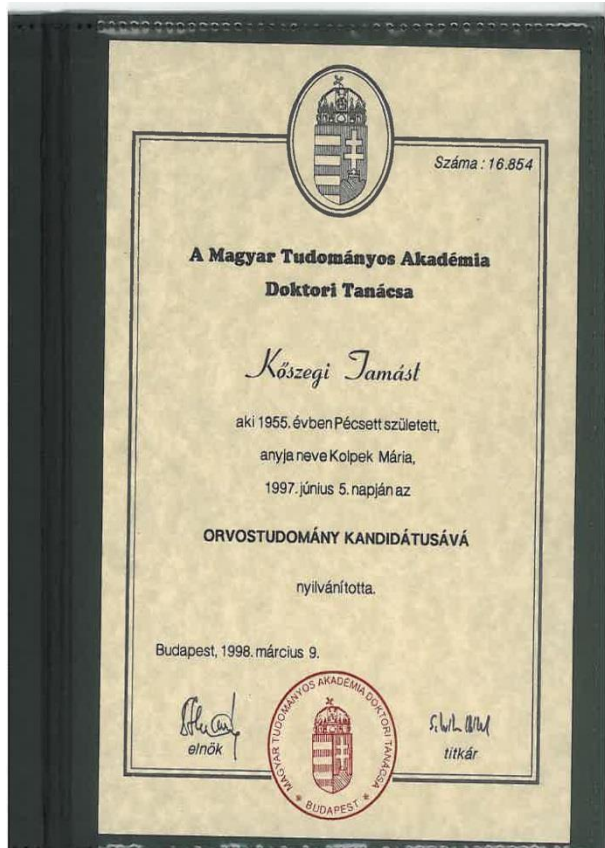 Száma : 16.854
A Magyar Tudományos Akadémia
Doktori Tanácsa
Kőszegi Tamást
aki 1955. évben Pécsett született,
anyja neve Kolpek Mária,
1997. június 5. napján az
ORVOSTUDOMÁNY KANDIDÁTUSÁVÁ
nyilvánította.
Budapest, 1998. március 9.
elnök
titkár
MAGYAR TUDOMÁNYOS AKADÉMIA DOKTORI TANÁCSA
* BUDAPEST *